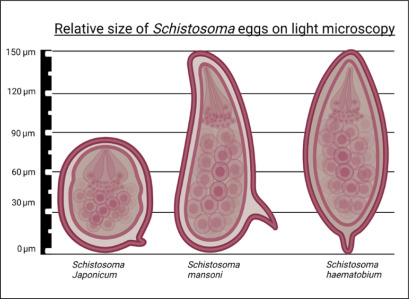 Relative size of Schistosoma eggs on light microscopy
150 µm
120 µm
90 µm
60 µm
30 µm
0 µm
Schistosoma
Japonicum
Schistosoma
mansoni
Schistosoma
haematobium